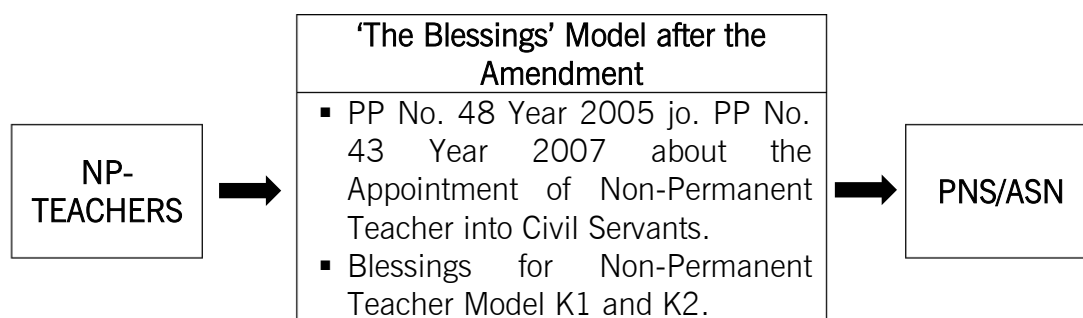 ‘The Blessings’ Model after the
Amendment
▪ PP No. 48 Year 2005 jo. PP No.
43 Year 2007 about the
Appointment of Non-Permanent
Teacher into Civil Servants.
▪ Blessings for Non-Permanent
Teacher Model K1 and K2.
NP-
TEACHERS
PNS/ASN